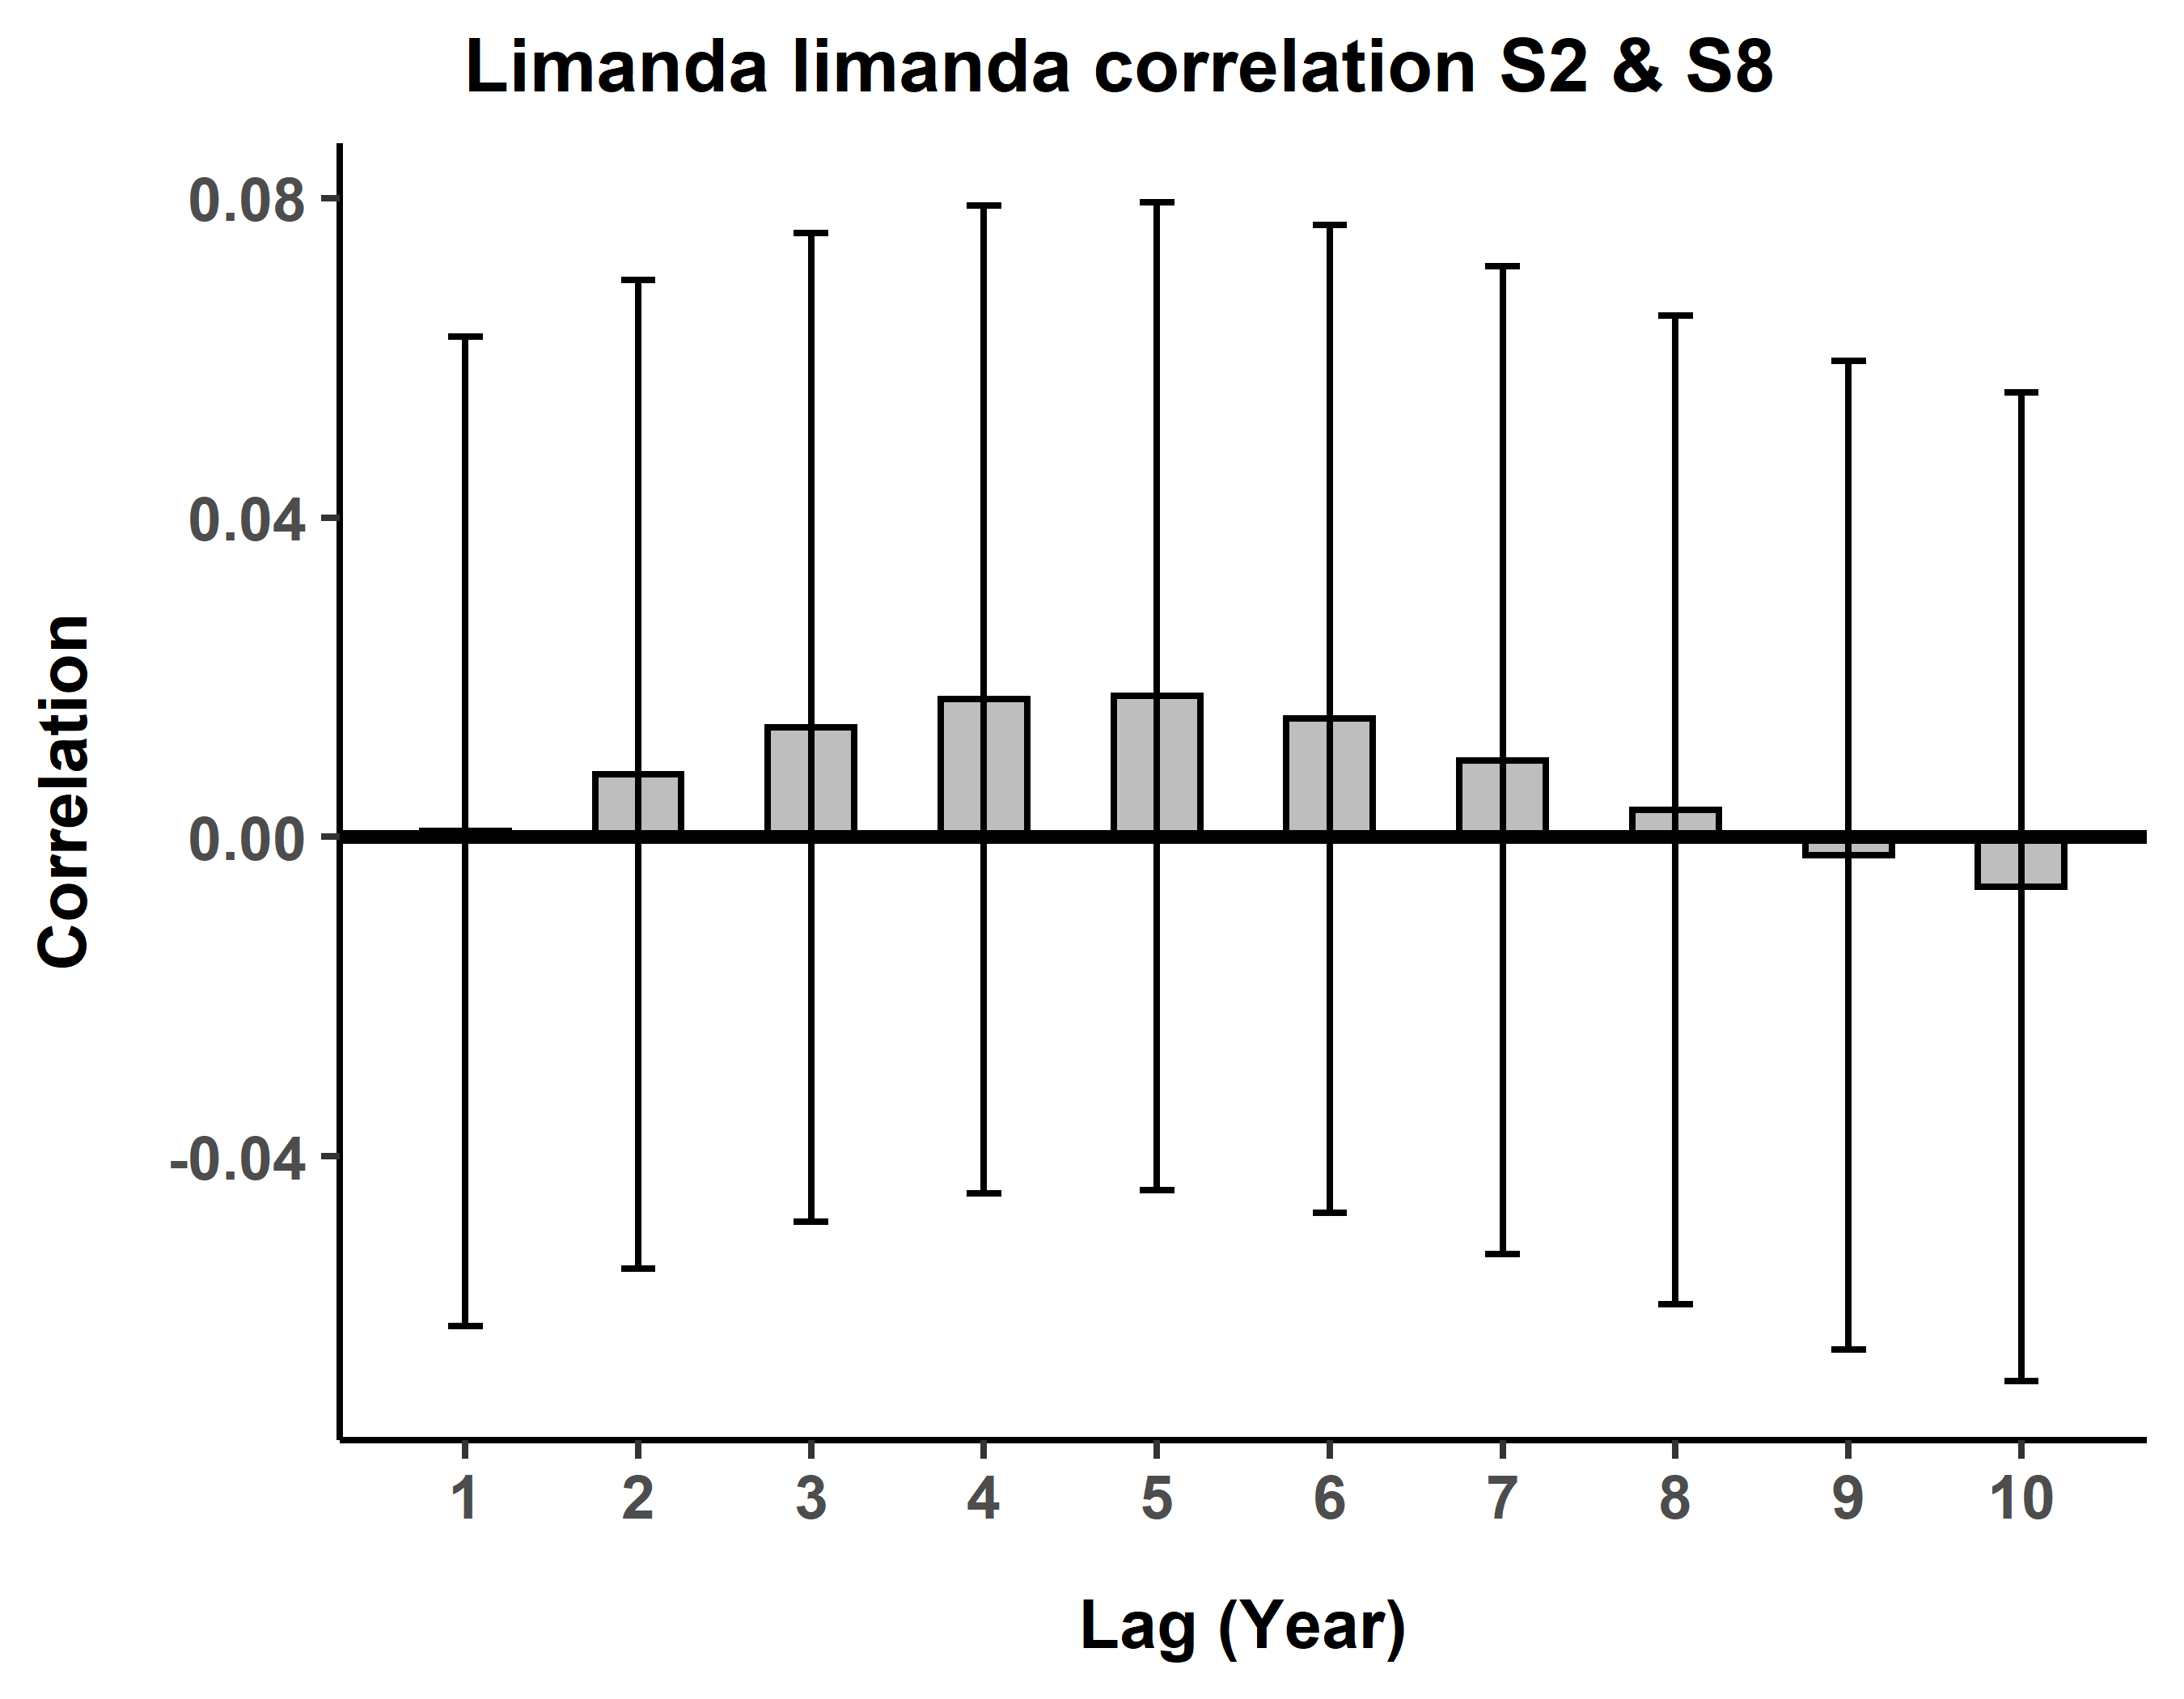 Limanda limanda correlation S2 & S8
0.08
0.04
0.00
-0.04
Correlation
1 2 3 4 5 6 7 8 9 10
Lag (Year)